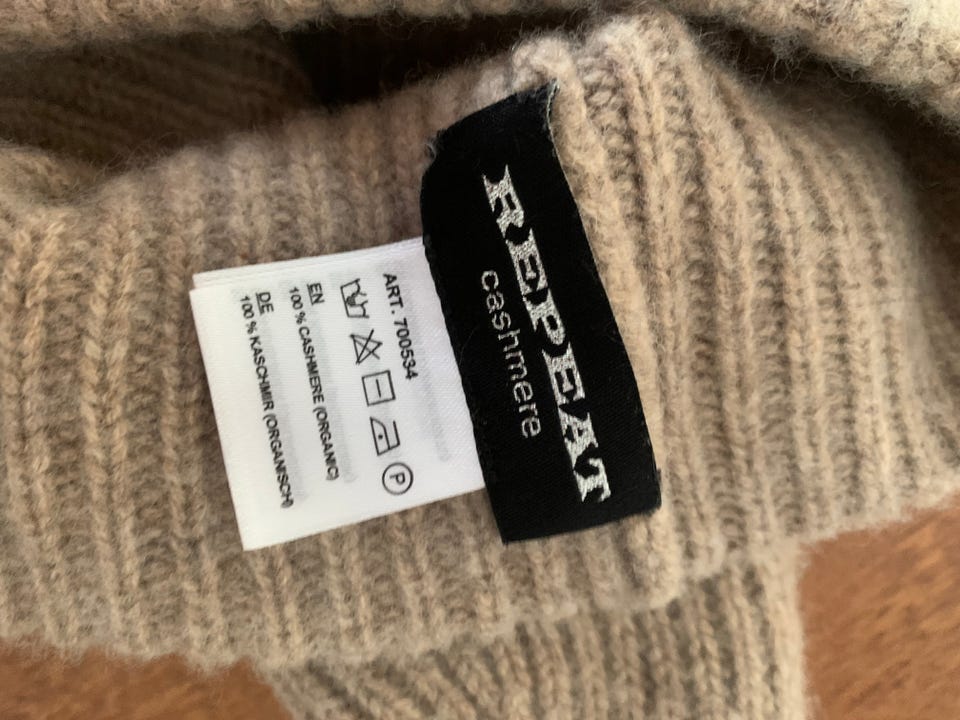 REPEAT
cashmere
ART. 700534
P
EN
100 % CASHMERE (ORGANIC)
DE
100 % KASCHMIR (ORGANISCH)